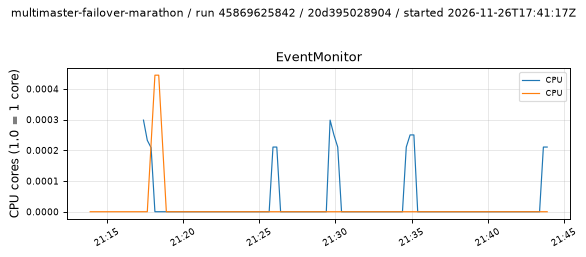 multimaster-failover-marathon / run 45869625842 / 20d395028904 / started 2026-11-26T17:41:17Z
EventMonitor
CPU cores (1.0 = 1 core)
0.0004
0.0003
0.0002
0.0001
0.0000
CPU
CPU
21:15
21:20
21:25
21:30
21:35
21:40
21:45